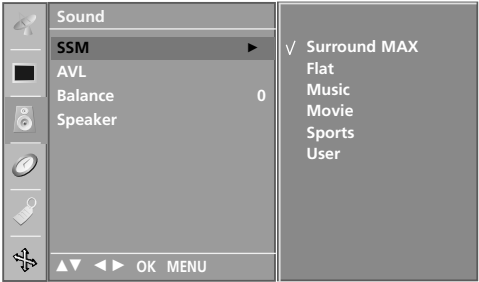 Sound
SSM ►
AVL
Balance 0
Speaker
▲▼ ◄► OK MENU
√ Surround MAX
Flat
Music
Movie
Sports
User